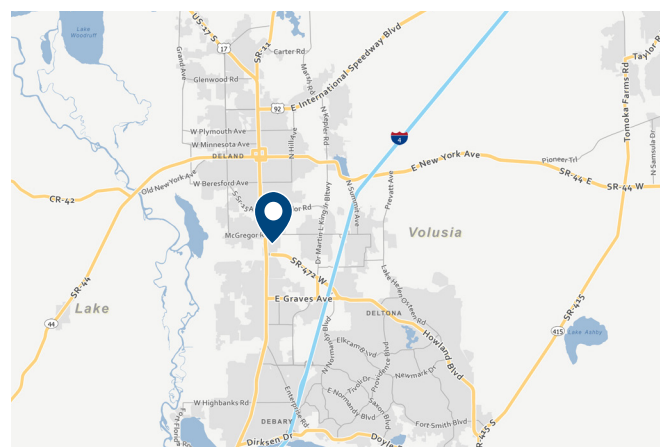 Lake
Woodruff
US-17 S
SR-11
17
Carter Rd
Grand Ave
Glenwood Rd
Marsh Rd
E International Speedway Blvd
92
N Kepler Rd
N Hill Ave
W Plymouth Ave
W Minnesota Ave
DELAND
4
Taylor R
Tomoka Farms Rd
N Samsula Dr
Pioneer Trl
E New York Ave
SR-44 E
SR-44 W
Old New York Ave
W Beresford Ave
CR-42
N Summit Ave
Prevatt Ave
McGregor R
Dr Martin L King Jr Bltwy
Volusia
SR-472 W
Lake Helen Osteen Rd
SR-44
E Graves Ave
DELTONA
Lake
44
SR-415
415
Lake Ashby
Howland Blvd
N Normandy Blvd
Elkcam Blvd
Providence Blvd
Tivoli Dr
Newmark Dr
E Normandy Blvd
Saxon Blvd
Enterprise Rd
W Highbanks Rd
Fort-Smith Blvd
DEBARY
Dirksen Dr
Doyle R